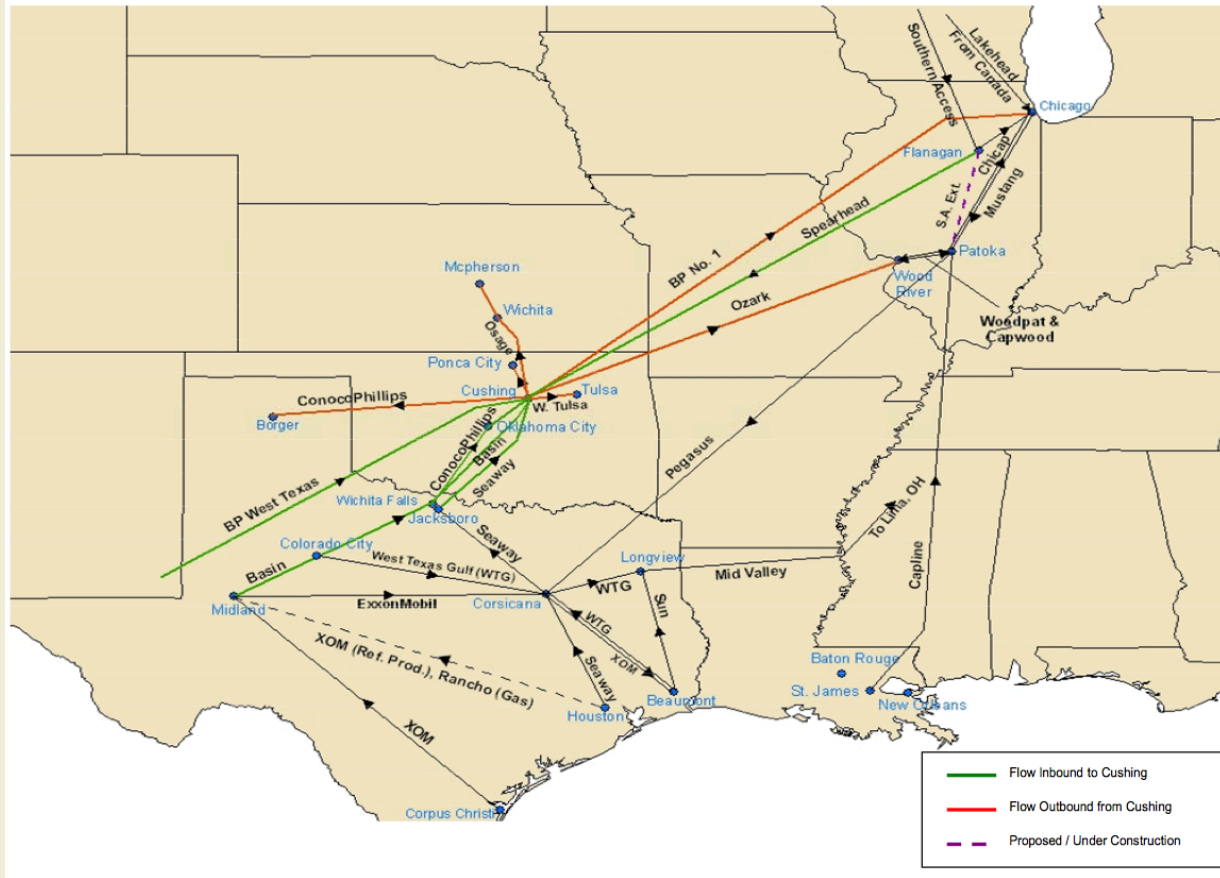 Southern Access
Lakehead
From Canada
Chicago
Flanagan
Chicap
S.A. Ext.
Mustang
Spearhead
BP No. 1
Patoka
Wood
River
Mcpherson
Ozark
Wichita
Woodpat &
Capwood
Osage
Ponca City
Cushing
Tulsa
ConocoPhillips
W. Tulsa
Borger
Oklahoma City
ConocoPhillips
Basin
Pegasus
Seaway
BP West Texas
Wichita Falls
Jacksboro
To Lima, OH
Seaway
Colorado City
West Texas Gulf (WTG)
Longview
Capline
Basin
Mid Valley
WTG
Midland
ExxonMobil
Corsicana
Sun
WTG
XOM
XOM (Ref. Prod.), Rancho (Gas)
Seaway
Baton Rouge
Beaumont
St. James
New Orleans
Houston
XOM
Corpus Christi
Flow Inbound to Cushing
Flow Outbound from Cushing
Proposed / Under Construction